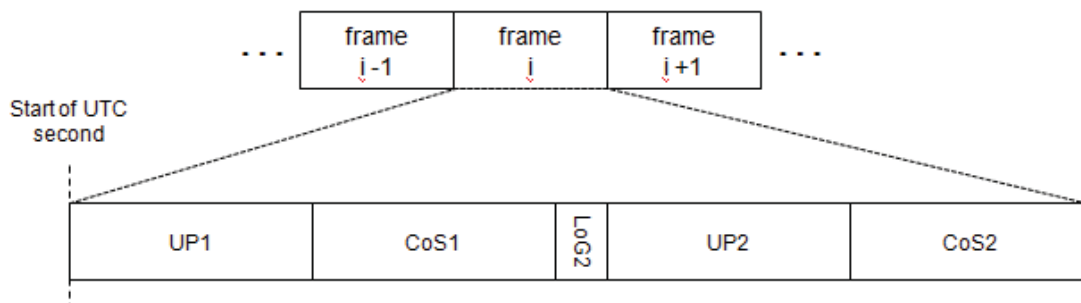 ... frame frame frame ...
i -1 i i +1
Start of UTC
second
UP1 CoS1 LoG2 UP2 CoS2